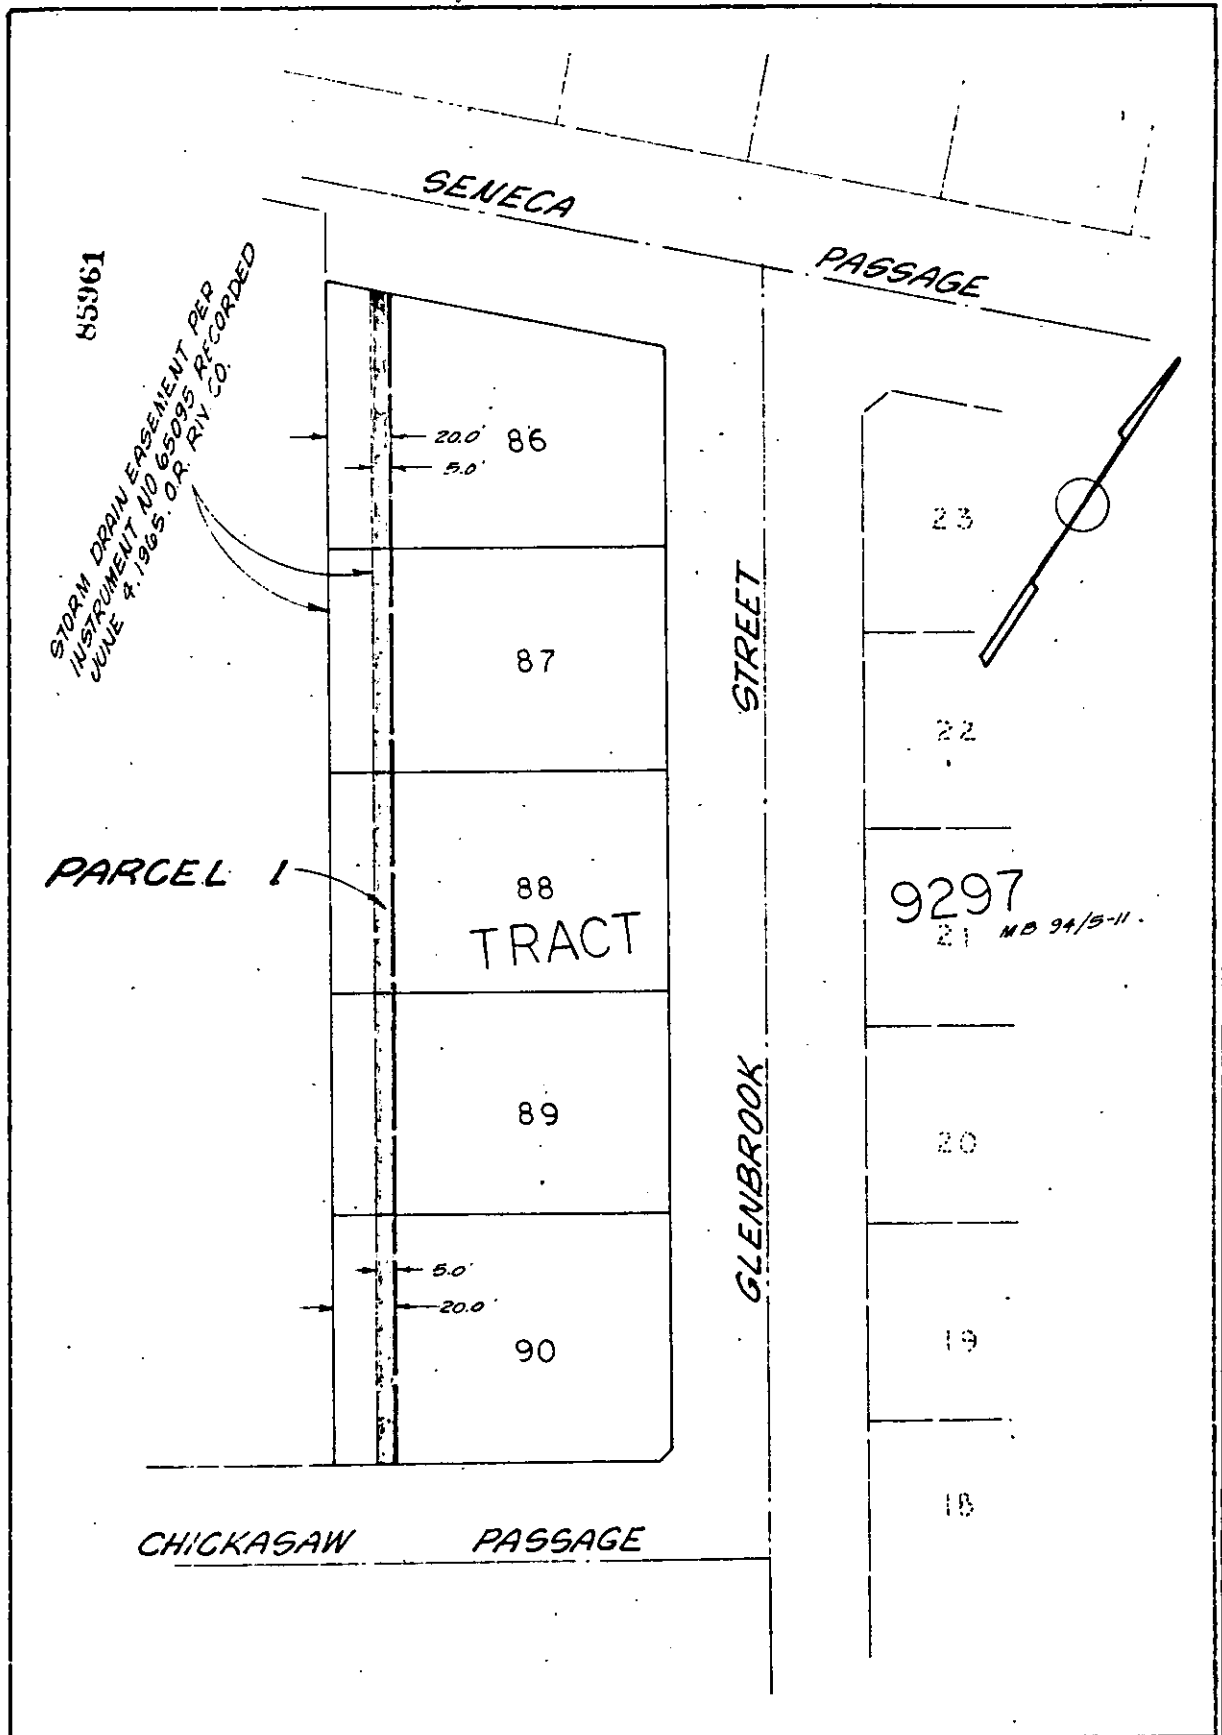 SENECA PASSAGE
85961
STORM DRAIN EASEMENT PER
INSTRUMENT NO 65095 RECORDED
JUNE 4, 1965. O.R. RIV. CO.
20.0' 86
5.0'
23
87
STREET
22
PARCEL 1
88
TRACT
9297
21 MB 94/5-11.
89
20
GLENBROOK
5.0'
20.0'
90
19
18
CHICKASAW PASSAGE